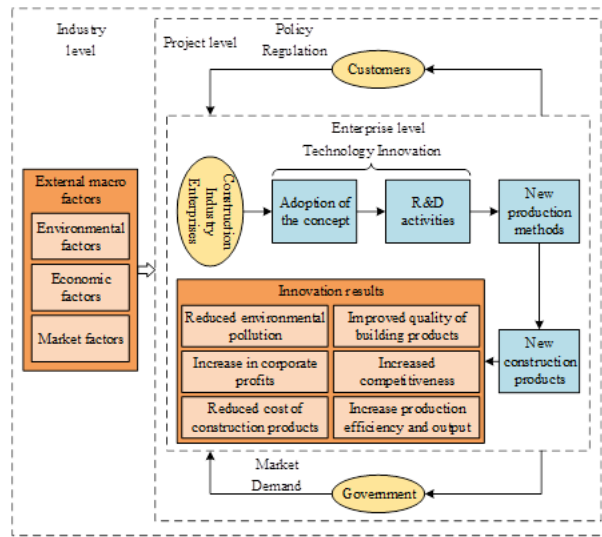 Industry
level
Project level
Policy
Regulation
Customers
Enterprise level
Technology Innovation
External macro
factors
Environmental
factors
Economic
factors
Market factors
Construction
Industry
Enterprises
Adoption of
the concept
R&D
activities
New
production
methods
Innovation results
Reduced environmental
pollution
Improved quality of
building products
Increase in corporate
profits
Increased
competitiveness
Reduced cost of
construction products
Increase production
efficiency and output
New
construction
products
Market
Demand
Government